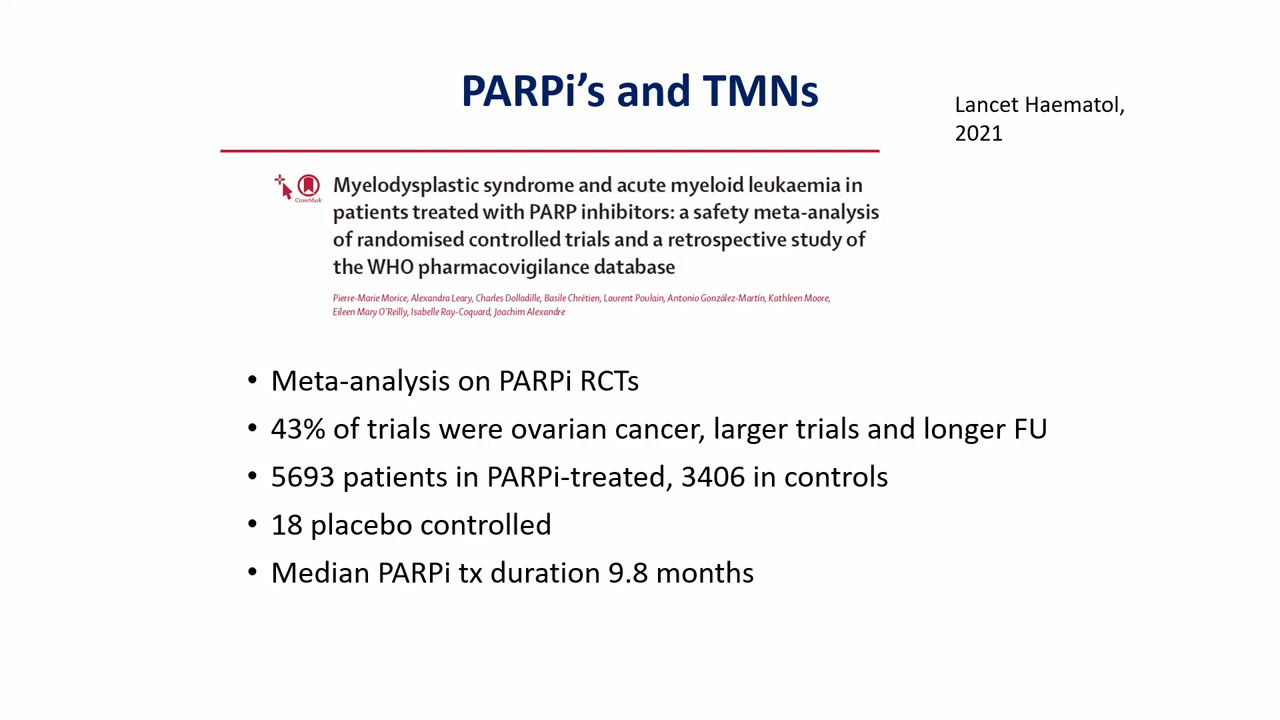 PARPi’s and TMNs
Lancet Haematol,
2021
CrossMark
Myelodysplastic syndrome and acute myeloid leukaemia in
patients treated with PARP inhibitors: a safety meta-analysis
of randomised controlled trials and a retrospective study of
the WHO pharmacovigilance database
Pierre-Marie Morice, Alexandra Leary, Charles Dolladille, Basile Chrétien, Laurent Poulain, Antonio González-Martín, Kathleen Moore,
Eileen Mary O’Reilly, Isabelle Ray-Coquard, Joachim Alexandre
• Meta-analysis on PARPi RCTs
• 43% of trials were ovarian cancer, larger trials and longer FU
• 5693 patients in PARPi-treated, 3406 in controls
• 18 placebo controlled
• Median PARPi tx duration 9.8 months